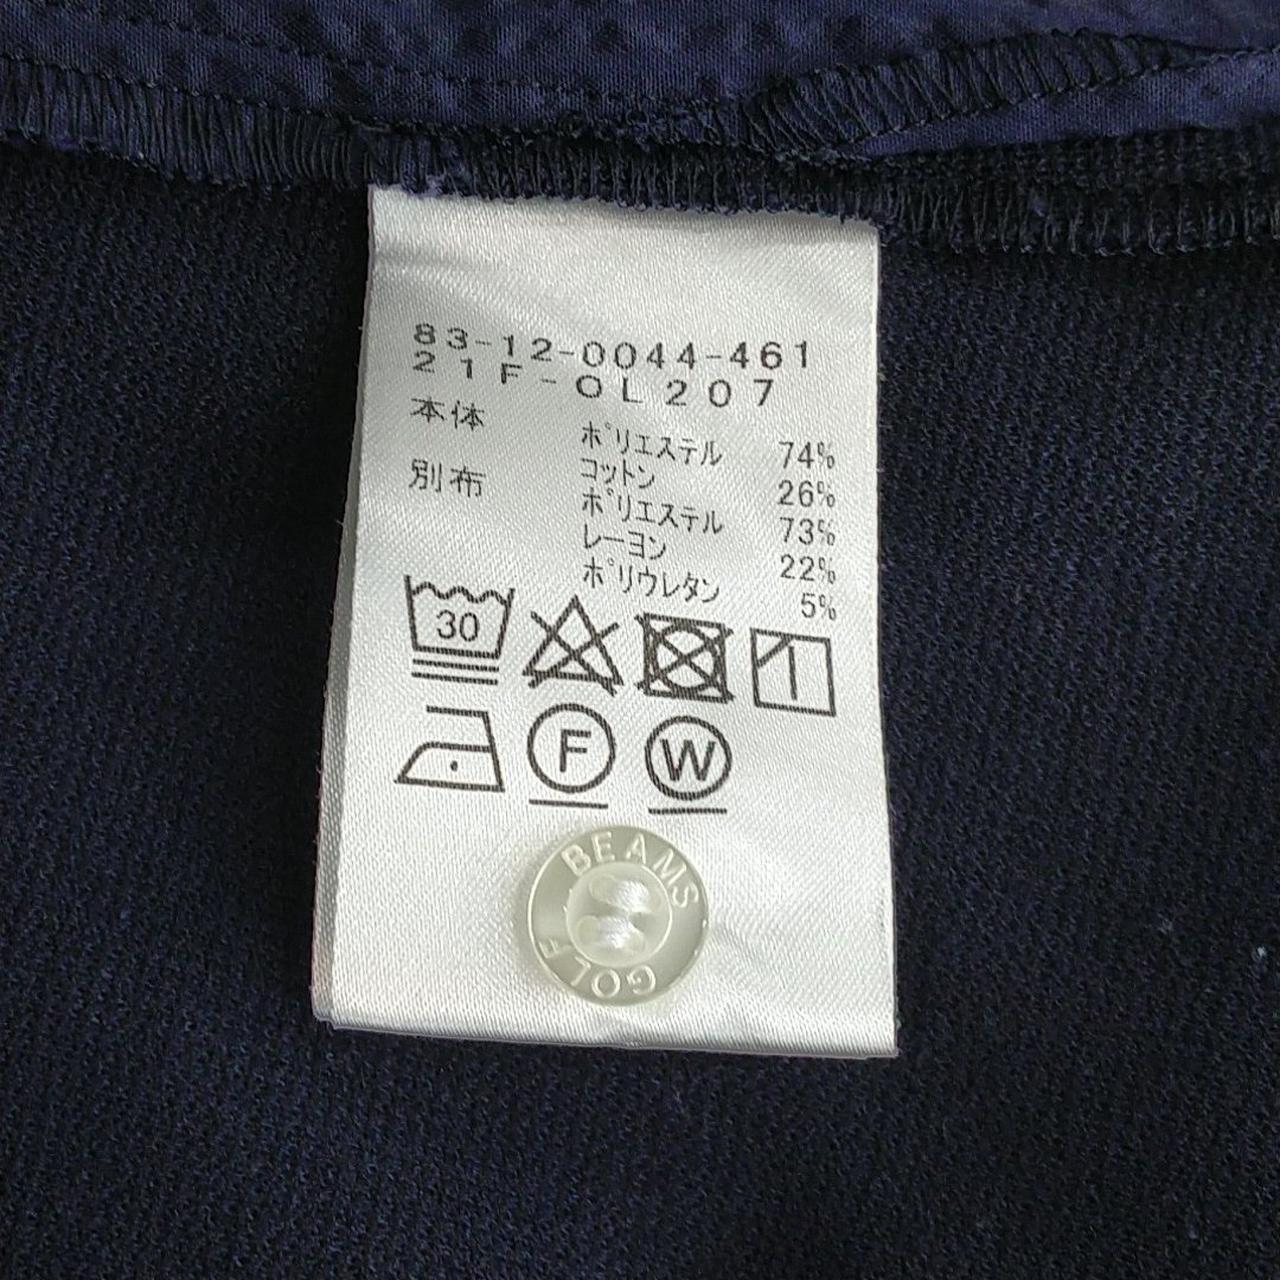 83-12-0044-461
21F-OL207
本体 ポリエステル 74%
コットン 26%
別布 ポリエステル 73%
レーヨン 22%
ポリウレタン 5%
30
F W
BEAMS
GOLF